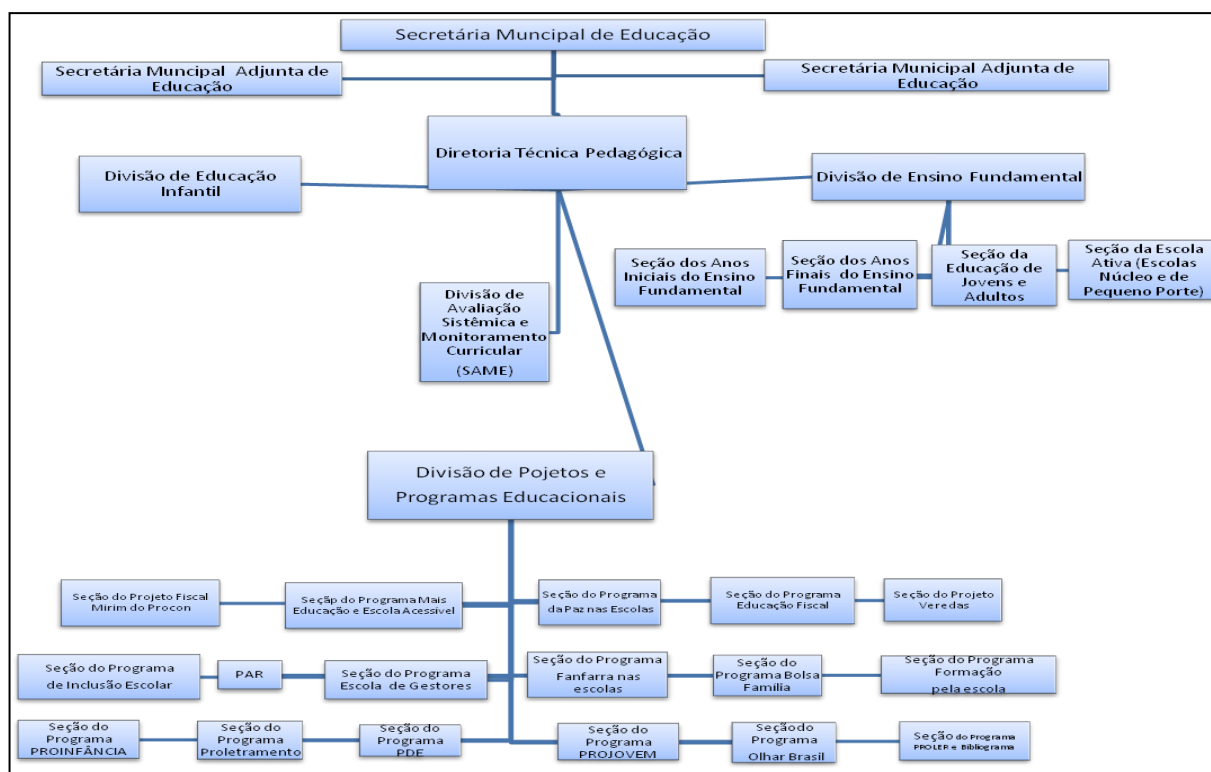 Secretária Muncipal de Educação
Secretária Muncipal Adjunta de
Educação
Secretária Municipal Adjunta de
Educação
Diretoria Técnica Pedagógica
Divisão de Educação
Infantil
Divisão de Ensino Fundamental
Seção dos Anos
Iniciais do Ensino
Fundamental
Seção dos Anos
Finais do Ensino
Fundamental
Seção da
Educação de
Jovens e
Adultos
Seção da Escola
Ativa (Escolas
Núcleo e de
Pequeno Porte)
Divisão de
Avaliação
Sistêmica e
Monitoramento
Curricular
(SAME)
Divisão de Pojetos e
Programas Educacionais
Seção do Projeto Fiscal
Mirim do Procon
Seçãp do Programa Mais
Educação e Escola Acessível
Seção do Programa
da Paz nas Escolas
Seção do Programa
Educação Fiscal
Seção do Projeto
Veredas
Seção do Programa
de Inclusão Escolar
PAR
Seção do Programa
Escola de Gestores
Seção do Programa
Fanfarra nas
escolas
Seção do
Programa Bolsa
Família
Seção do Programa
Formação
pela escola
Seção do
Programa
PROINFÂNCIA
Seção do
Programa
Proletramento
Seção do
Programa
PDE
Seção do
Programa
PROJOVEM
Seçãodo
Programa
Olhar Brasil
Seção do Programa
PROLER e Bibliograma